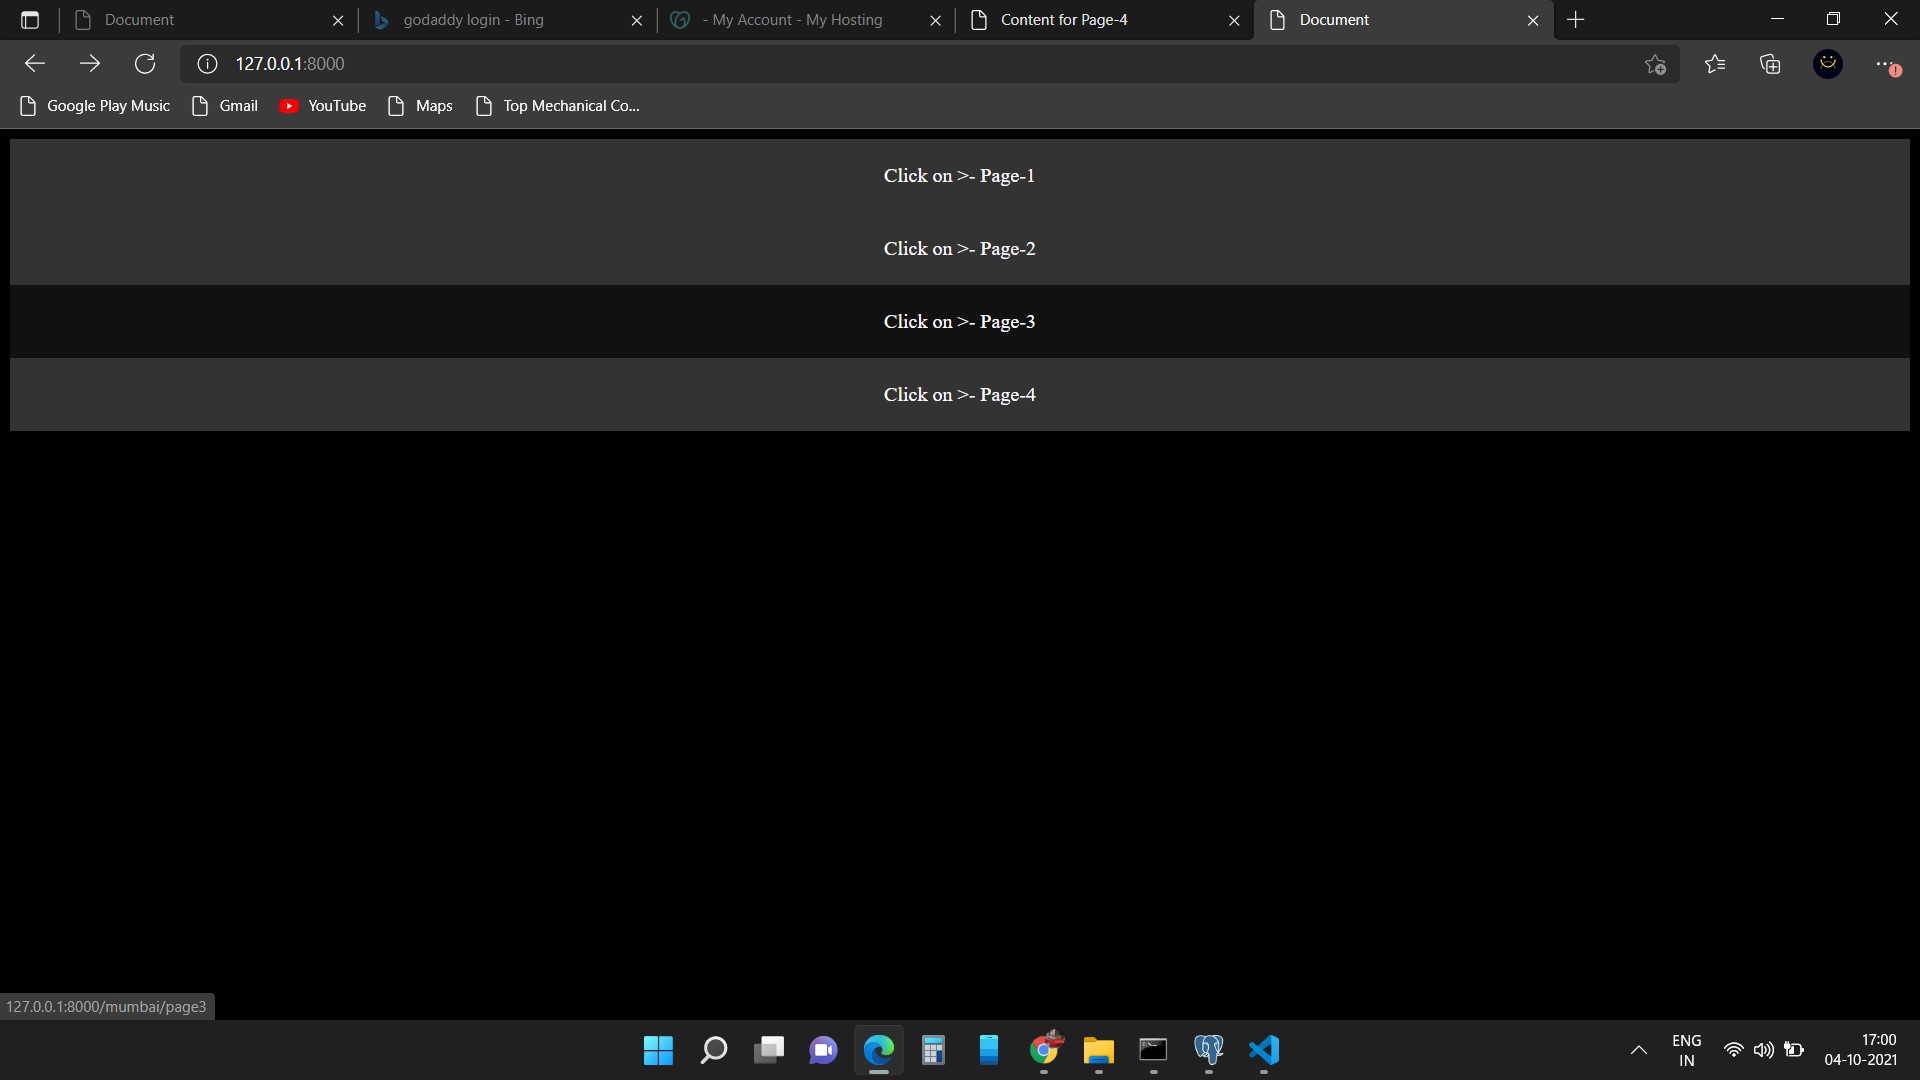 Document
godaddy login - Bing
- My Account - My Hosting
Content for Page-4
Document
127.0.0.1:8000
Google Play Music
Gmail
YouTube
Maps
Top Mechanical Co...
Click on >- Page-1
Click on >- Page-2
Click on >- Page-3
Click on >- Page-4
127.0.0.1:8000/mumbai/page3
ENG
IN
17:00
04-10-2021